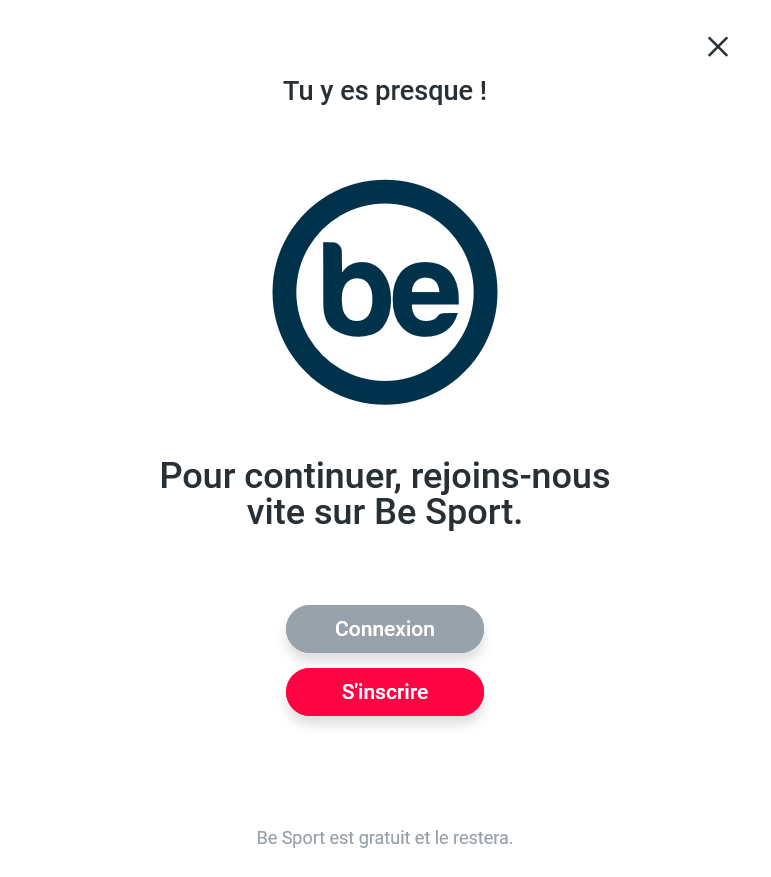 Tu y es presque !
be
Pour continuer, rejoins-nous
vite sur Be Sport.
Connexion
S'inscrire
Be Sport est gratuit et le restera.